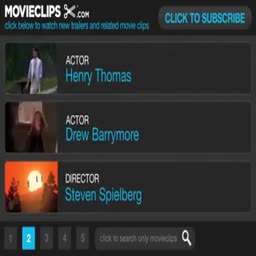 MOVIECLIPS .COM
click below to watch new trailers and related movie clips
CLICK TO SUBSCRIBE
ACTOR
Henry Thomas
ACTOR
Drew Barrymore
DIRECTOR
Steven Spielberg
1 2 3 4 5 click to search only movieclips